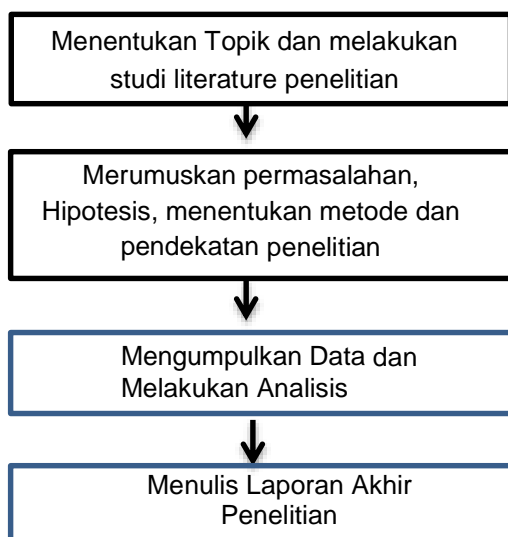 Menentukan Topik dan melakukan
studi literature penelitian
Merumuskan permasalahan,
Hipotesis, menentukan metode dan
pendekatan penelitian
Mengumpulkan Data dan
Melakukan Analisis
Menulis Laporan Akhir
Penelitian